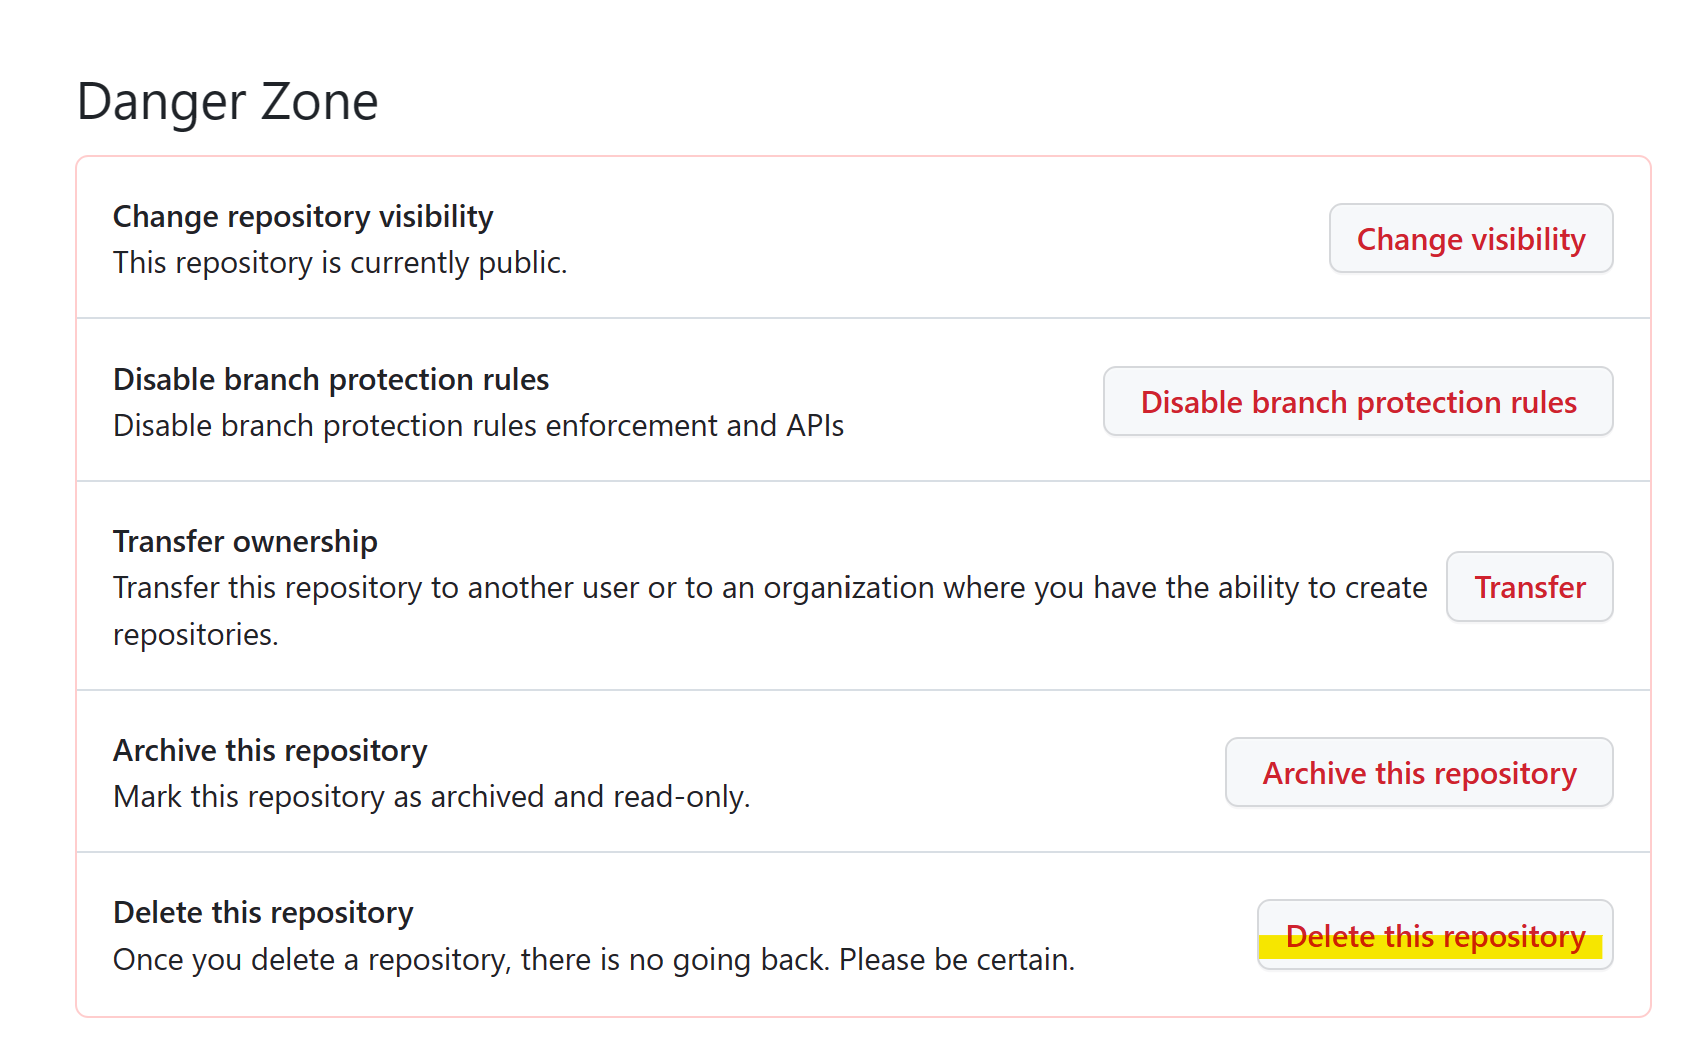 Danger Zone
Change repository visibility
This repository is currently public.
Change visibility
Disable branch protection rules
Disable branch protection rules enforcement and APIs
Disable branch protection rules
Transfer ownership
Transfer this repository to another user or to an organization where you have the ability to create
repositories.
Transfer
Archive this repository
Mark this repository as archived and read-only.
Archive this repository
Delete this repository
Once you delete a repository, there is no going back. Please be certain.
Delete this repository